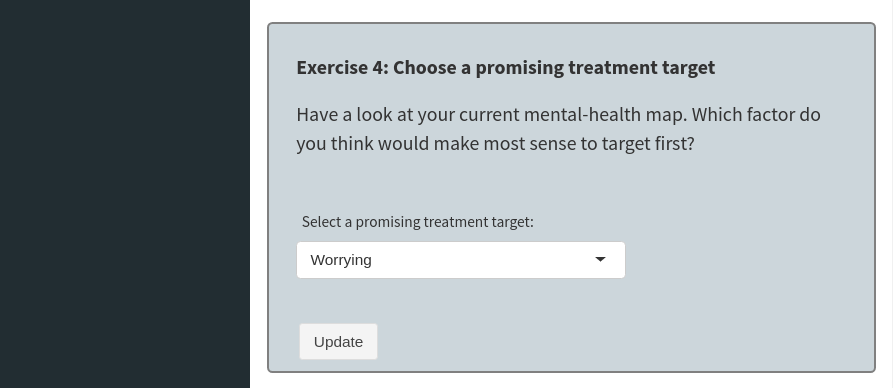 Exercise 4: Choose a promising treatment target
Have a look at your current mental-health map. Which factor do
you think would make most sense to target first?
Select a promising treatment target:
Worrying
Update